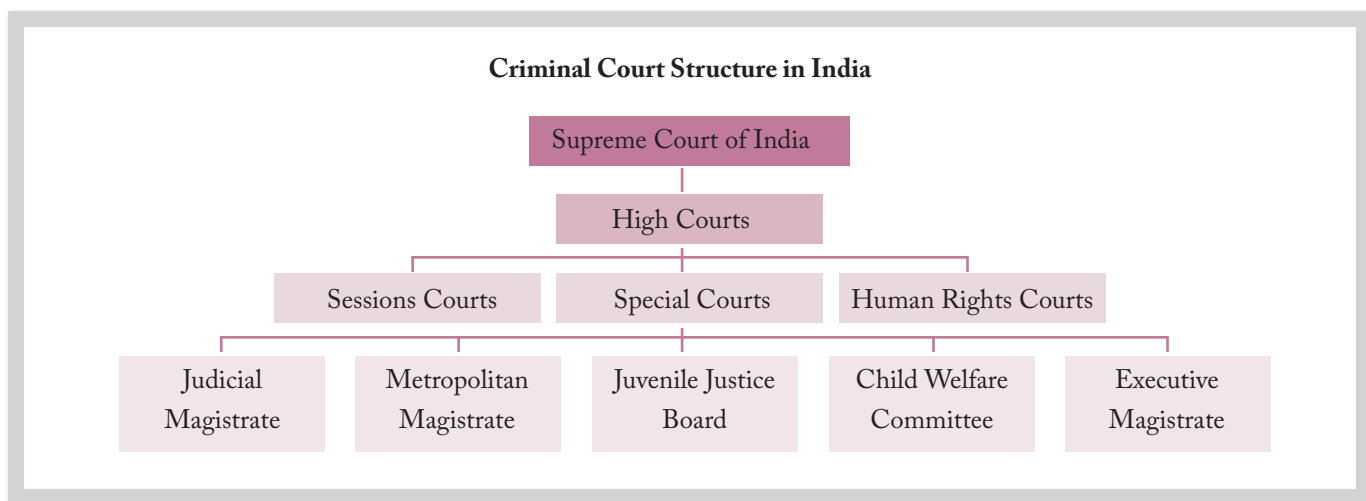 Criminal Court Structure in India
Supreme Court of India
High Courts
Sessions Courts
Special Courts
Human Rights Courts
Judicial
Magistrate
Metropolitan
Magistrate
Juvenile Justice
Board
Child Welfare
Committee
Executive
Magistrate